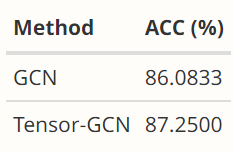 Method ACC (%)
GCN 86.0833
Tensor-GCN 87.2500